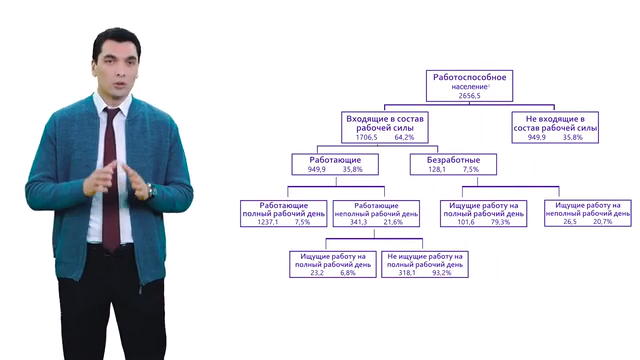 Работоспособное
население¹
2656,5
Входящие в состав
рабочей силы
1706,5 64,2%
Не входящие в
состав рабочей силы
949,9 35,8%
Работающие
949,9 35,8%
Безработные
128,1 7,5%
Работающие
полный рабочий день
1237,1 7,5%
Работающие
неполный рабочий день
341,3 21,6%
Ищущие работу на
полный рабочий день
101,6 79,3%
Ищущие работу на
неполный рабочий день
26,5 20,7%
Ищущие работу на
полный рабочий день
23,2 6,8%
Не ищущие работу на
полный рабочий день
318,1 93,2%